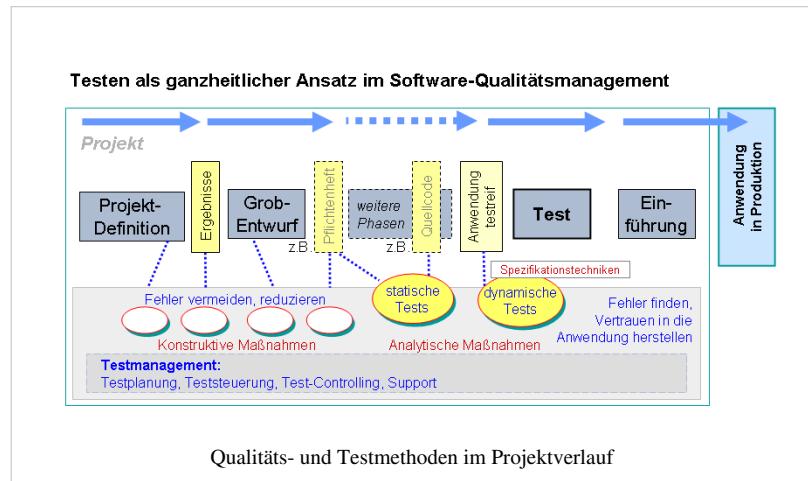 Testen als ganzheitlicher Ansatz im Software-Qualitätsmanagement
Projekt
Projekt-
Definition
Ergebnisse
Grob-
Entwurf
z.B.
Pflichtenheft
weitere
Phasen
z.B.
Quellcode
Anwendung
testreif
Test
Ein-
führung
Anwendung
in Produktion
Spezifikationstechniken
Fehler vermeiden, reduzieren
statische
Tests
dynamische
Tests
Fehler finden,
Vertrauen in die
Anwendung herstellen
Konstruktive Maßnahmen
Analytische Maßnahmen
Testmanagement:
Testplanung, Teststeuerung, Test-Controlling, Support
Qualitäts- und Testmethoden im Projektverlauf